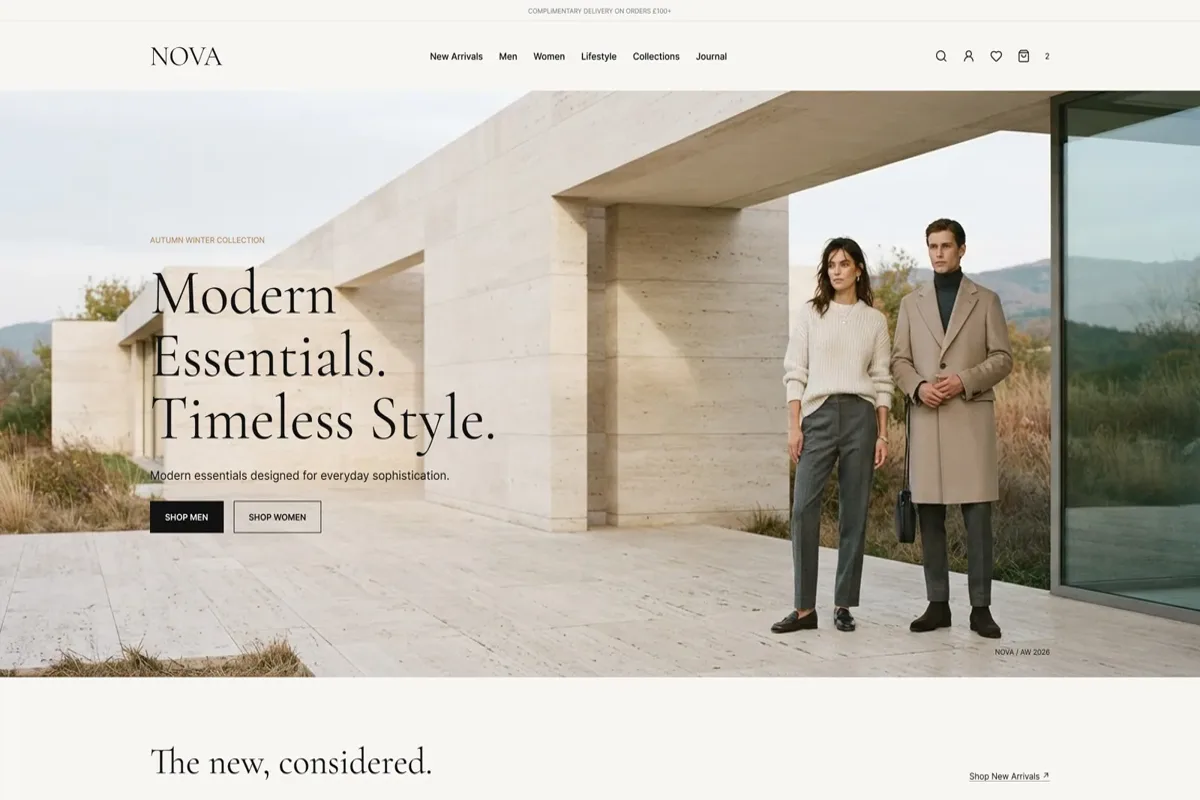 COMPLIMENTARY DELIVERY ON ORDERS £100+
NOVA
New Arrivals Men Women Lifestyle Collections Journal
2
AUTUMN WINTER COLLECTION
Modern
Essentials.
Timeless Style.
Modern essentials designed for everyday sophistication.
SHOP MEN SHOP WOMEN
NOVA / AW 2026
The new, considered.
Shop New Arrivals ↗